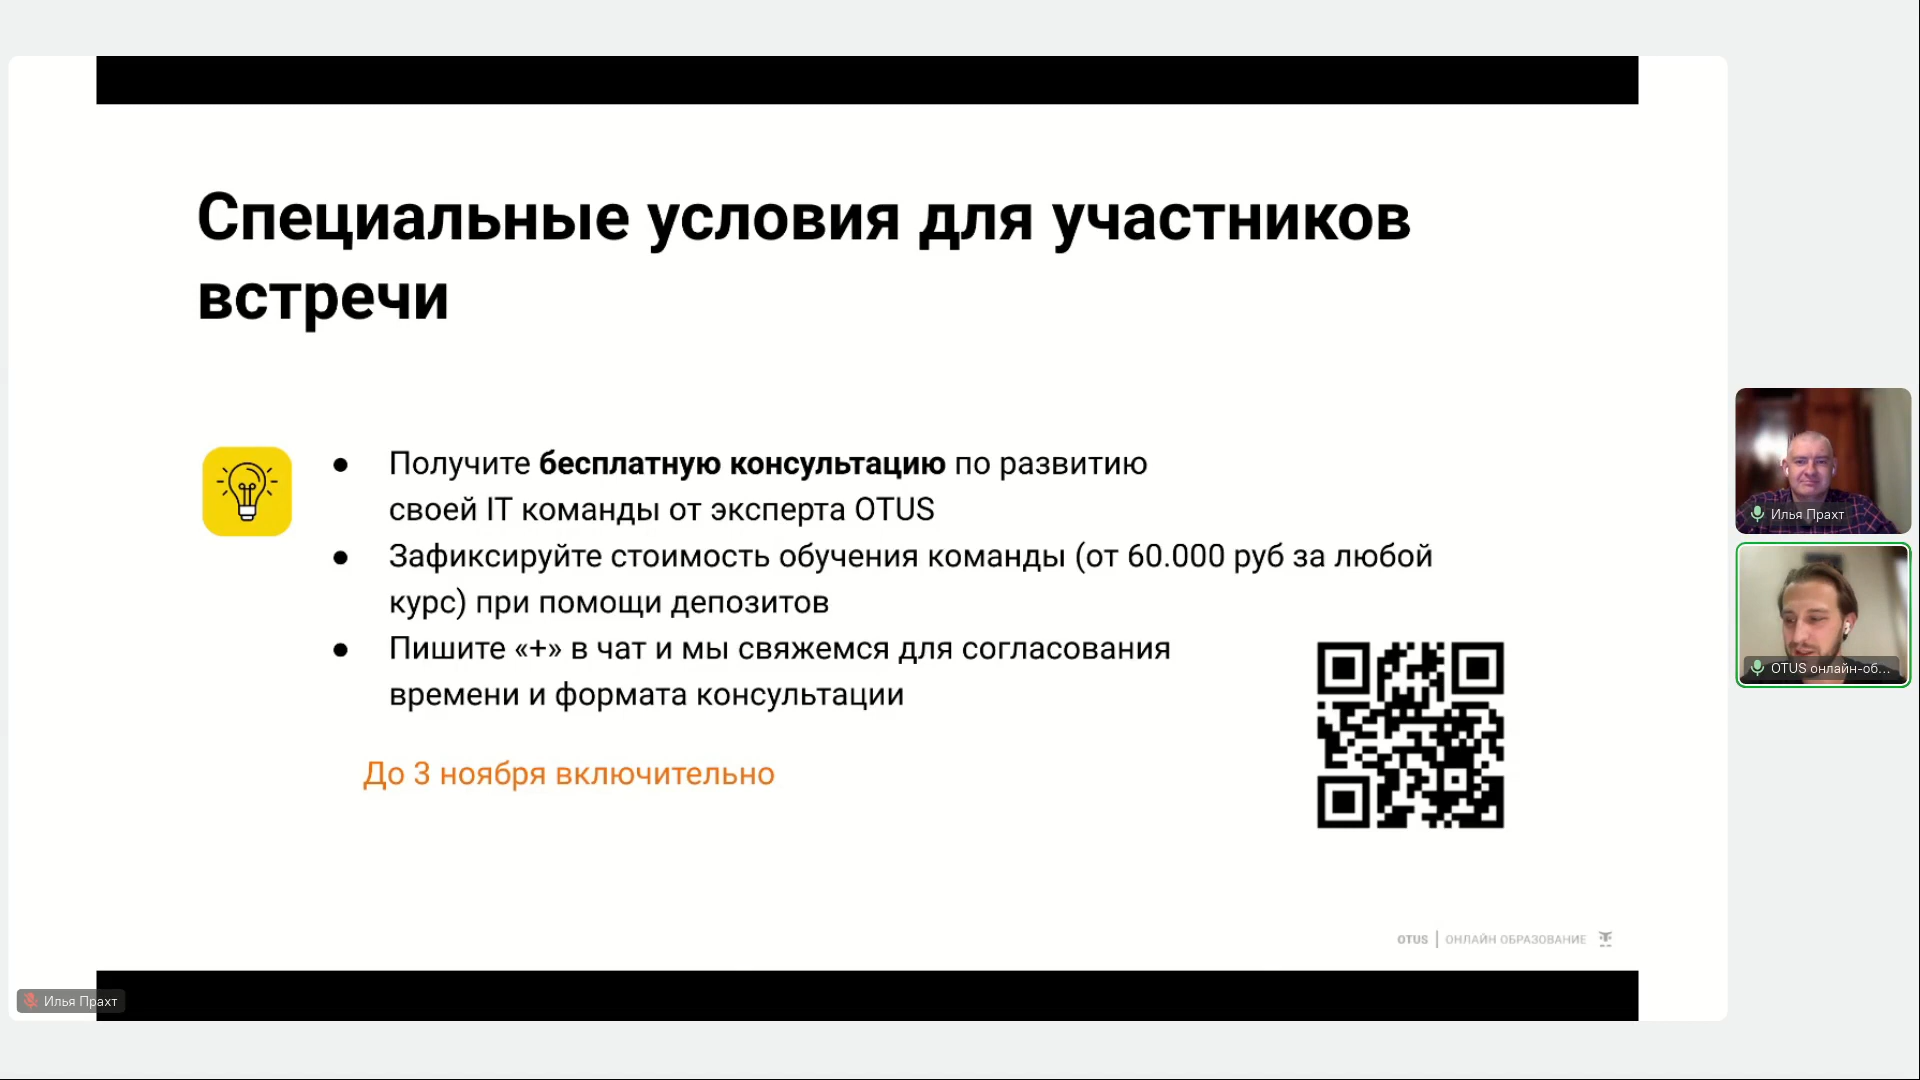 Специальные условия для участников
встречи
● Получите бесплатную консультацию по развитию
своей IT команды от эксперта OTUS
● Зафиксируйте стоимость обучения команды (от 60.000 руб за любой
курс) при помощи депозитов
● Пишите «+» в чат и мы свяжемся для согласования
времени и формата консультации
До 3 ноября включительно
OTUS | ОНЛАЙН ОБРАЗОВАНИЕ
Илья Прахт
Илья Прахт
OTUS онлайн-об...